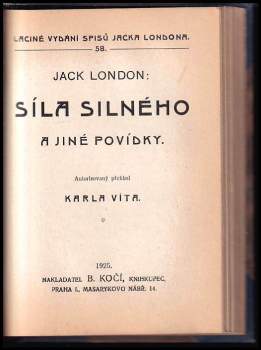 LACINÉ VYDÁNÍ SPISŮ JACKA LONDONA.
58.
JACK LONDON:
SÍLA SILNÉHO
A JINÉ POVÍDKY.
Autorisovaný překlad
KARLA VÍTA.
1925.
NAKLADATEL B. KOČÍ, KNIHKUPEC,
PRAHA I., MASARYKOVO NÁBŘ. 14.